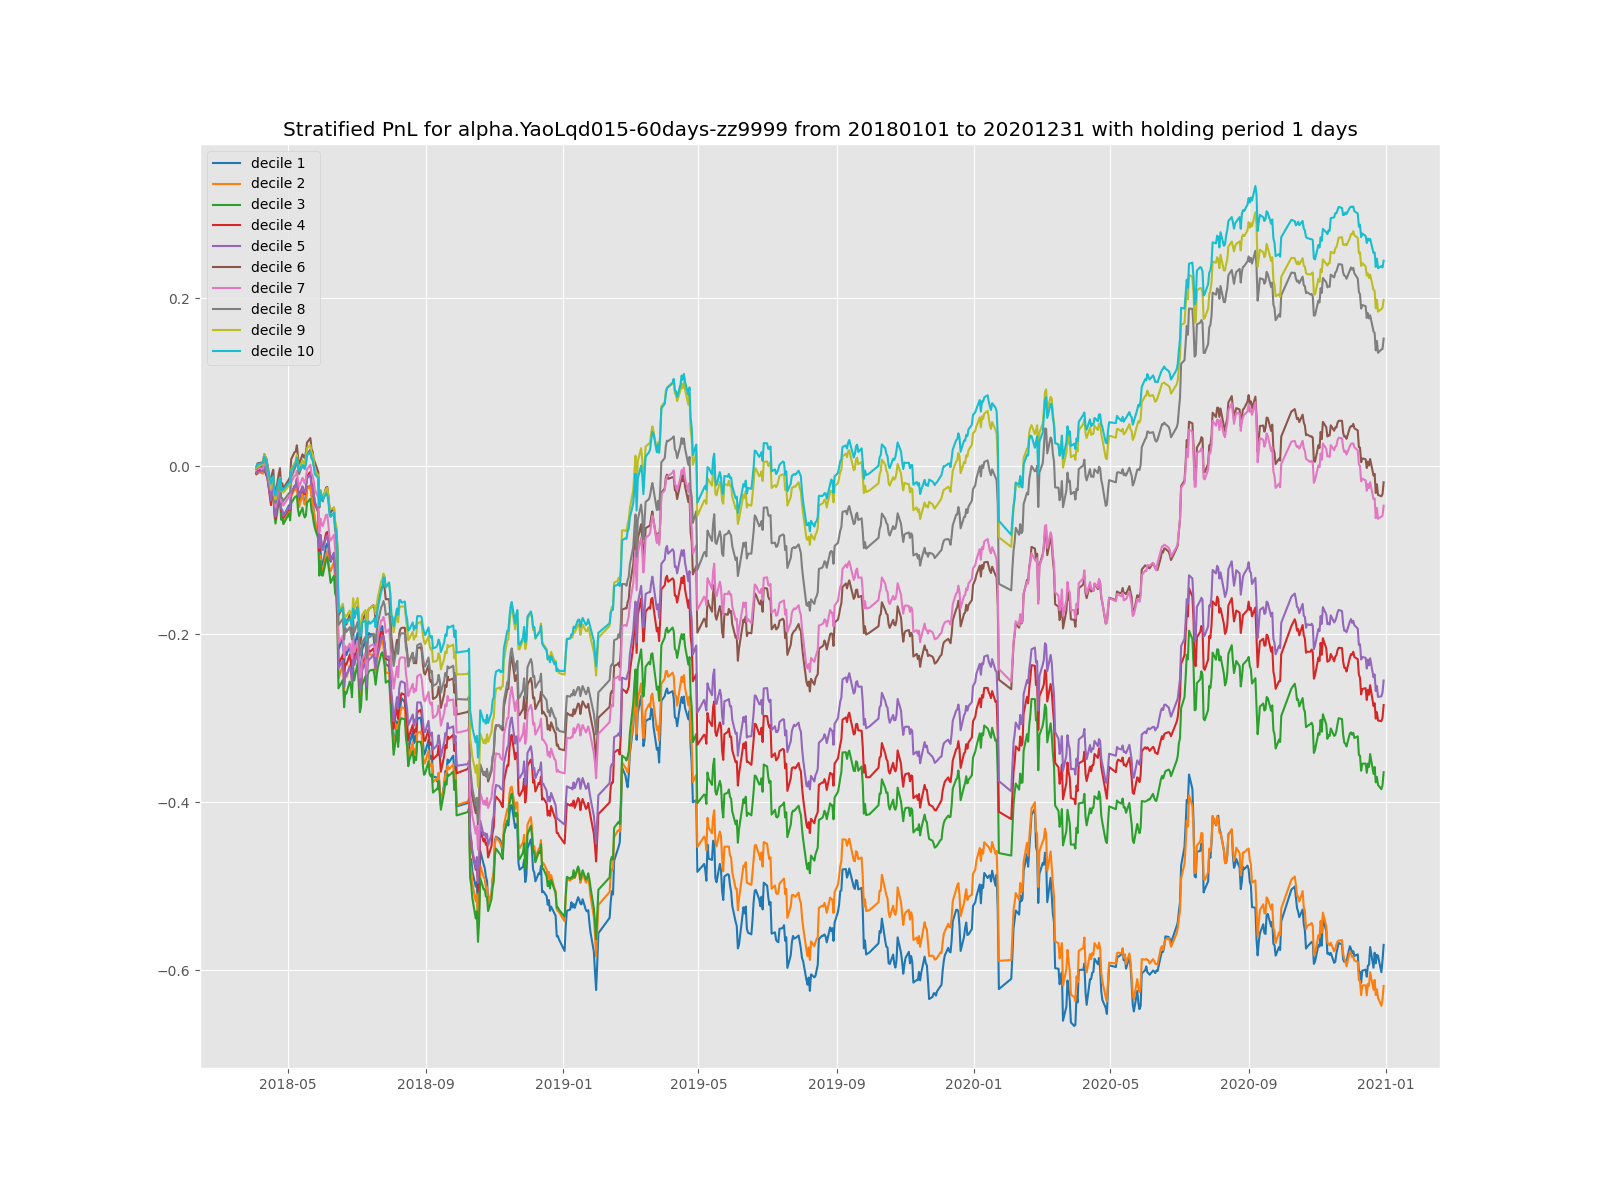 Stratified PnL for alpha.YaoLqd015-60days-zz9999 from 20180101 to 20201231 with holding period 1 days
decile 1
decile 2
decile 3
decile 4
decile 5
decile 6
decile 7
decile 8
decile 9
decile 10
0.2
0.0
−0.2
−0.4
−0.6
2018-05 2018-09 2019-01 2019-05 2019-09 2020-01 2020-05 2020-09 2021-01